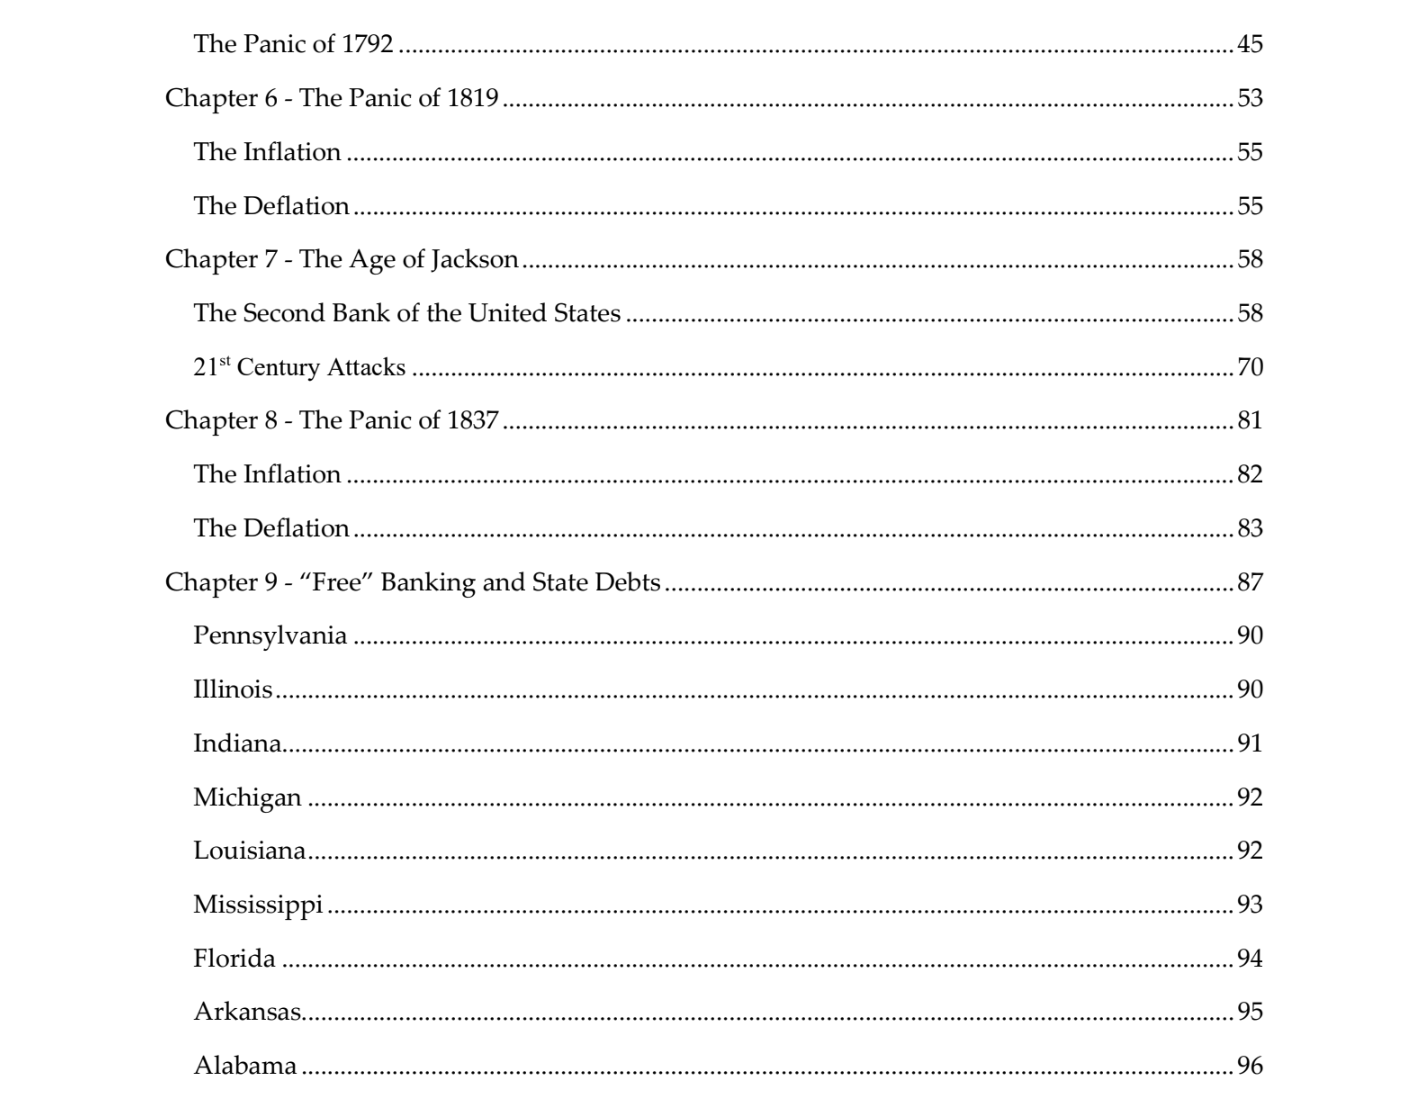 The Panic of 1792 ........ 45
Chapter 6 - The Panic of 1819 ........ 53
The Inflation ........ 55
The Deflation ........ 55
Chapter 7 - The Age of Jackson ........ 58
The Second Bank of the United States ........ 58
21st Century Attacks ........ 70
Chapter 8 - The Panic of 1837 ........ 81
The Inflation ........ 82
The Deflation ........ 83
Chapter 9 - “Free” Banking and State Debts ........ 87
Pennsylvania ........ 90
Illinois ........ 90
Indiana ........ 91
Michigan ........ 92
Louisiana ........ 92
Mississippi ........ 93
Florida ........ 94
Arkansas ........ 95
Alabama ........ 96